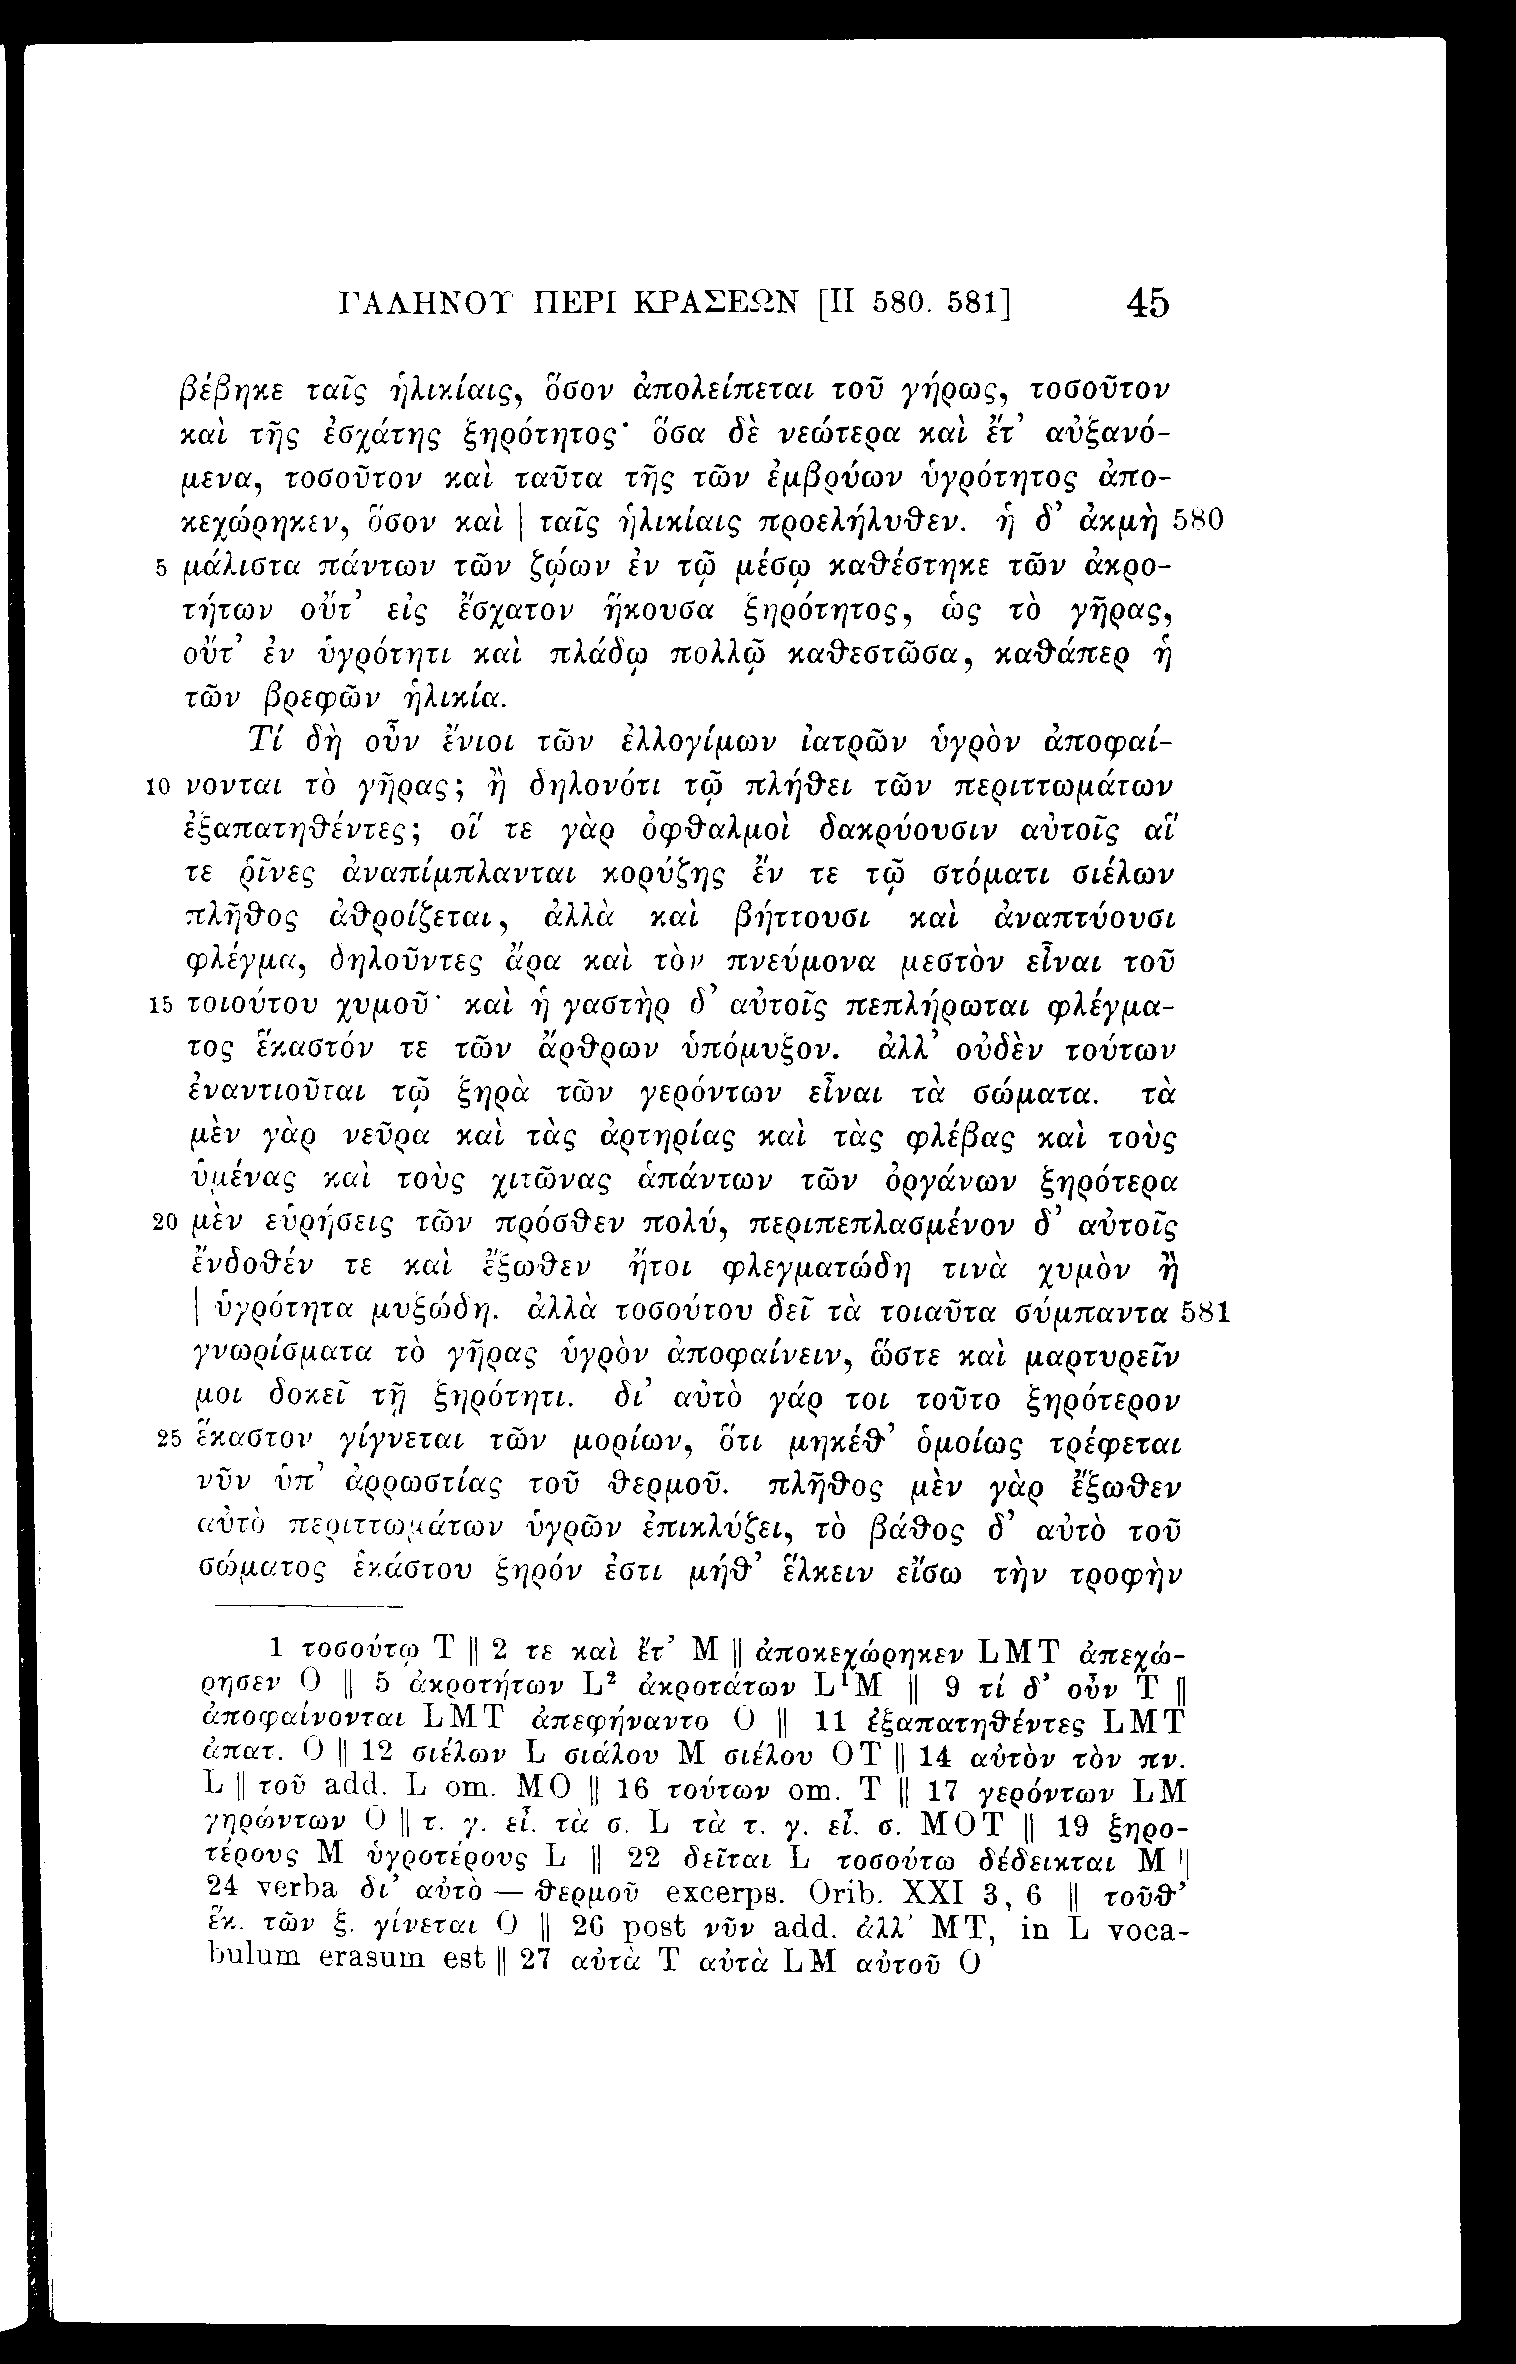 ΓΑΛΗΝΟΥ ΠΕΡΙ ΚΡΑΣΕΩΝ [II 580. 581] 45
βέβηκε ταῖς ἡλικίαις, ὅσον ἀπολείπεται τοῦ γήρως, τοσοῦτον
καὶ τῆς ἐσχάτης ξηρότητος· ὅσα δὲ νεώτερα καὶ ἔτ’ αὐξανό-
μενα, τοσοῦτον καὶ ταῦτα τῆς τῶν ἐμβρύων ὑγρότητος ἀπο-
κεχώρηκεν, ὅσον καὶ | ταῖς ἡλικίαις προελήλυθεν. ἡ δ’ ἀκμὴ 580
5 μάλιστα πάντων τῶν ζῴων ἐν τῷ μέσῳ καθέστηκε τῶν ἀκρο-
τήτων οὔτ’ εἰς ἔσχατον ἥκουσα ξηρότητος, ὡς τὸ γῆρας,
οὔτ’ ἐν ὑγρότητι καὶ πλάδῳ πολλῷ καθεστῶσα, καθάπερ ἡ
τῶν βρεφῶν ἡλικία.
Τί δὴ οὖν ἔνιοι τῶν ἐλλογίμων ἰατρῶν ὑγρὸν ἀποφαί-
10 νονται τὸ γῆρας; ἢ δηλονότι τῷ πλήθει τῶν περιττωμάτων
ἐξαπατηθέντες; οἵ τε γὰρ ὀφθαλμοὶ δακρύουσιν αὐτοῖς αἵ
τε ῥῖνες ἀναπίμπλανται κορύζης ἔν τε τῷ στόματι σιέλων
πλῆθος ἀθροίζεται, ἀλλὰ καὶ βήττουσι καὶ ἀναπτύουσι
φλέγμα, δηλοῦντες ἄρα καὶ τὸν πνεύμονα μεστὸν εἶναι τοῦ
15 τοιούτου χυμοῦ· καὶ ἡ γαστὴρ δ’ αὐτοῖς πεπλήρωται φλέγμα-
τος ἕκαστόν τε τῶν ἄρθρων ὑπόμυξον. ἀλλ’ οὐδὲν τούτων
ἐναντιοῦται τῷ ξηρὰ τῶν γερόντων εἶναι τὰ σώματα. τὰ
μὲν γὰρ νεῦρα καὶ τὰς ἀρτηρίας καὶ τὰς φλέβας καὶ τοὺς
ὑμένας καὶ τοὺς χιτῶνας ἁπάντων τῶν ὀργάνων ξηρότερα
20 μὲν εὑρήσεις τῶν πρόσθεν πολύ, περιπεπλασμένον δ’ αὐτοῖς
ἔνδοθέν τε καὶ ἔξωθεν ἤτοι φλεγματώδη τινὰ χυμὸν ἢ
| ὑγρότητα μυξώδη. ἀλλὰ τοσούτου δεῖ τὰ τοιαῦτα σύμπαντα 581
γνωρίσματα τὸ γῆρας ὑγρὸν ἀποφαίνειν, ὥστε καὶ μαρτυρεῖν
μοι δοκεῖ τῇ ξηρότητι. δι’ αὐτὸ γάρ τοι τοῦτο ξηρότερον
25 ἕκαστον γίγνεται τῶν μορίων, ὅτι μηκέθ’ ὁμοίως τρέφεται
νῦν ὑπ’ ἀρρωστίας τοῦ θερμοῦ. πλῆθος μὲν γὰρ ἔξωθεν
αὐτὸ περιττωμάτων ὑγρῶν ἐπικλύζει, τὸ βάθος δ’ αὐτὸ τοῦ
σώματος ἑκάστου ξηρόν ἐστι μήθ’ ἕλκειν εἴσω τὴν τροφὴν
1 τοσούτῳ T || 2 τε καὶ ἔτ’ M || ἀποκεχώρηκεν LMT ἀπεχώ-
ρησεν O || 5 ἀκροτήτων L² ἀκροτάτων L¹M || 9 τί δ’ οὖν T ||
ἀποφαίνονται LMT ἀπεφήναντο O || 11 ἐξαπατηθέντες LMT
ἀπατ. O || 12 σιέλων L σιάλου M σιέλου OT || 14 αὐτὸν τὸν πν.
L || τοῦ add. L om. MO || 16 τούτων om. T || 17 γερόντων LM
γηρώντων O || τ. γ. εἶ. τὰ σ. L τὰ τ. γ. εἶ. σ. MOT || 19 ξηρο-
τέρους M ὑγροτέρους L || 22 δεῖται L τοσούτω δέδεικται M ||
24 verba δι’ αὐτὸ — θερμοῦ excerps. Orib. XXI 3, 6 || τοῦθ’
ἕκ. τῶν ξ. γίνεται O || 26 post νῦν add. ἀλλ’ MT, in L voca-
bulum erasum est || 27 αὐτὰ T αὐτὰ LM αὐτοῦ O